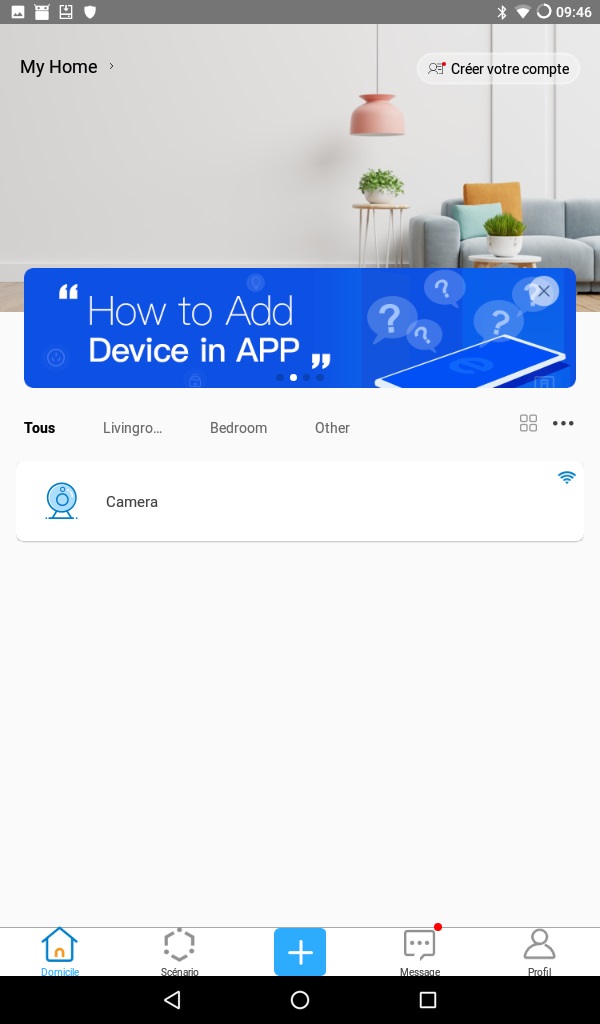 09:46
My Home
Créer votre compte
“ How to Add
Device in APP ”
Tous Livingro... Bedroom Other
Camera
Domicile Scénario Message Profil